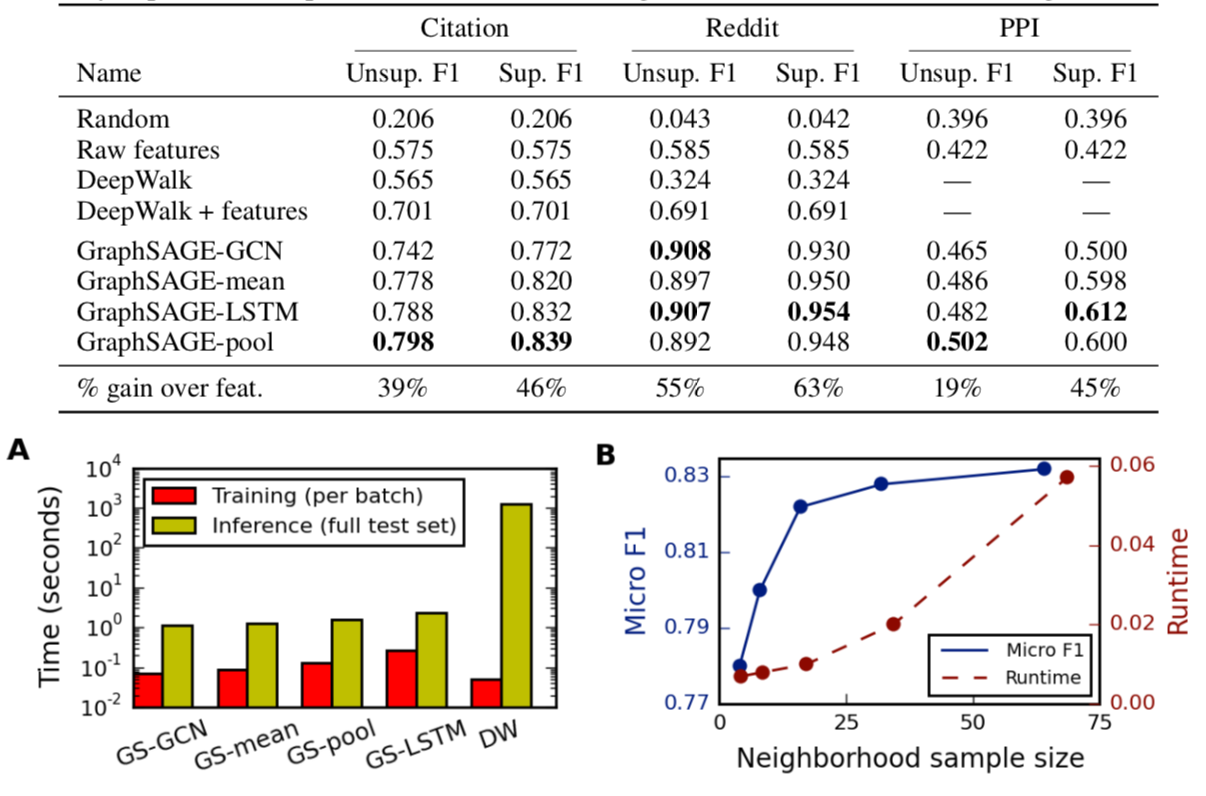 Citation Reddit PPI
Name Unsup. F1 Sup. F1 Unsup. F1 Sup. F1 Unsup. F1 Sup. F1
Random 0.206 0.206 0.043 0.042 0.396 0.396
Raw features 0.575 0.575 0.585 0.585 0.422 0.422
DeepWalk 0.565 0.565 0.324 0.324 — —
DeepWalk + features 0.701 0.701 0.691 0.691 — —
GraphSAGE-GCN 0.742 0.772 0.908 0.930 0.465 0.500
GraphSAGE-mean 0.778 0.820 0.897 0.950 0.486 0.598
GraphSAGE-LSTM 0.788 0.832 0.907 0.954 0.482 0.612
GraphSAGE-pool 0.798 0.839 0.892 0.948 0.502 0.600
% gain over feat. 39% 46% 55% 63% 19% 45%
A
Time (seconds)
10^4
10^3
10^2
10^1
10^0
10^-1
10^-2
Training (per batch)
Inference (full test set)
GS-GCN GS-mean GS-pool GS-LSTM DW
B
Micro F1
0.83
0.81
0.79
0.77
0.06
0.04
0.02
0.00
Runtime
Micro F1
Runtime
0 25 50 75
Neighborhood sample size